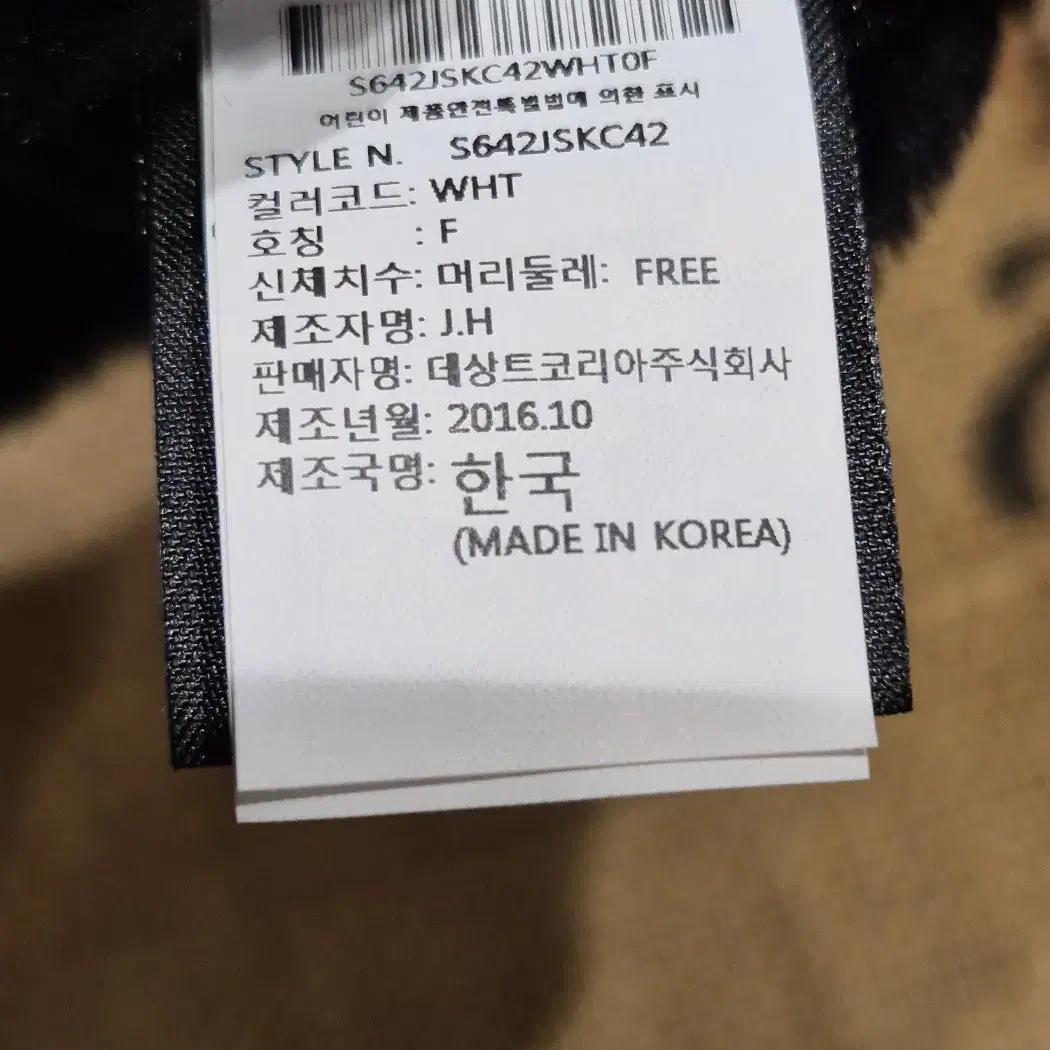 S642JSKC42WHT0F
어린이 제품안전특별법에 의한 표시
STYLE N. S642JSKC42
컬러코드: WHT
호칭 : F
신체치수: 머리둘레: FREE
제조자명: J.H
판매자명: 데상트코리아주식회사
제조년월: 2016.10
제조국명: 한국
(MADE IN KOREA)